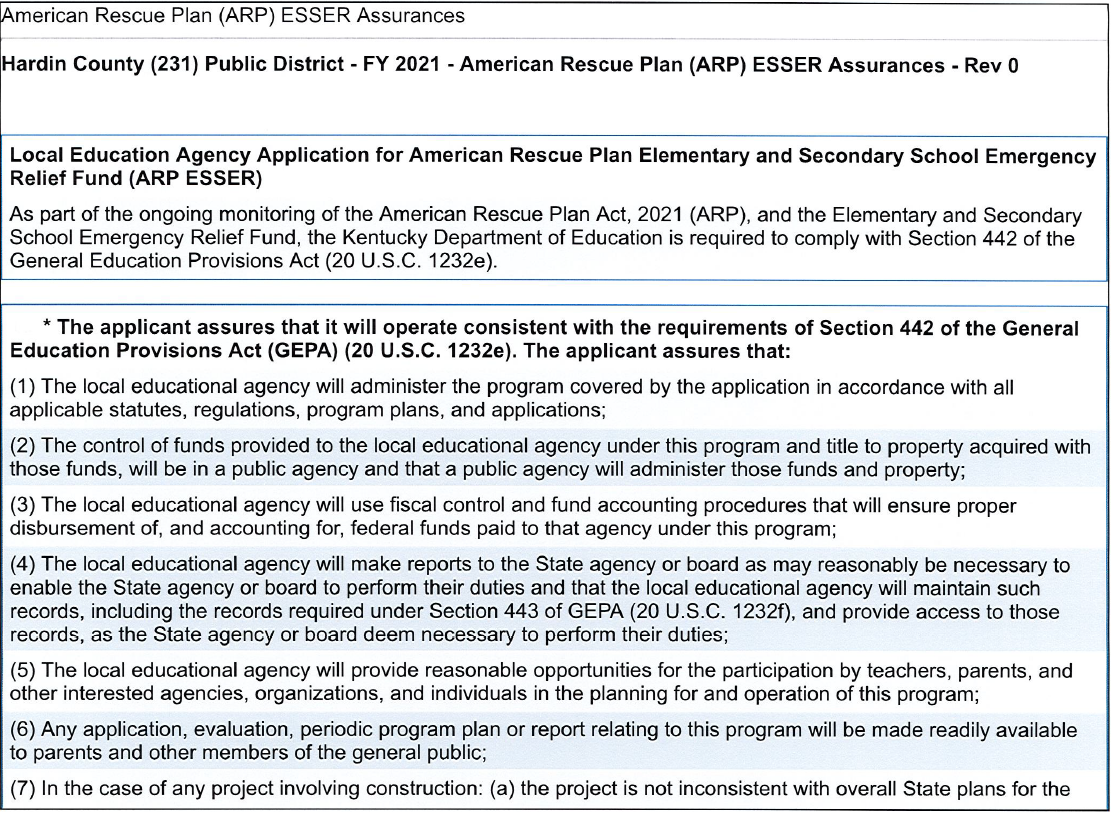 American Rescue Plan (ARP) ESSER Assurances
Hardin County (231) Public District - FY 2021 - American Rescue Plan (ARP) ESSER Assurances - Rev 0
Local Education Agency Application for American Rescue Plan Elementary and Secondary School Emergency
Relief Fund (ARP ESSER)
As part of the ongoing monitoring of the American Rescue Plan Act, 2021 (ARP), and the Elementary and Secondary
School Emergency Relief Fund, the Kentucky Department of Education is required to comply with Section 442 of the
General Education Provisions Act (20 U.S.C. 1232e).
* The applicant assures that it will operate consistent with the requirements of Section 442 of the General
Education Provisions Act (GEPA) (20 U.S.C. 1232e). The applicant assures that:
(1) The local educational agency will administer the program covered by the application in accordance with all
applicable statutes, regulations, program plans, and applications;
(2) The control of funds provided to the local educational agency under this program and title to property acquired with
those funds, will be in a public agency and that a public agency will administer those funds and property;
(3) The local educational agency will use fiscal control and fund accounting procedures that will ensure proper
disbursement of, and accounting for, federal funds paid to that agency under this program;
(4) The local educational agency will make reports to the State agency or board as may reasonably be necessary to
enable the State agency or board to perform their duties and that the local educational agency will maintain such
records, including the records required under Section 443 of GEPA (20 U.S.C. 1232f), and provide access to those
records, as the State agency or board deem necessary to perform their duties;
(5) The local educational agency will provide reasonable opportunities for the participation by teachers, parents, and
other interested agencies, organizations, and individuals in the planning for and operation of this program;
(6) Any application, evaluation, periodic program plan or report relating to this program will be made readily available
to parents and other members of the general public;
(7) In the case of any project involving construction: (a) the project is not inconsistent with overall State plans for the